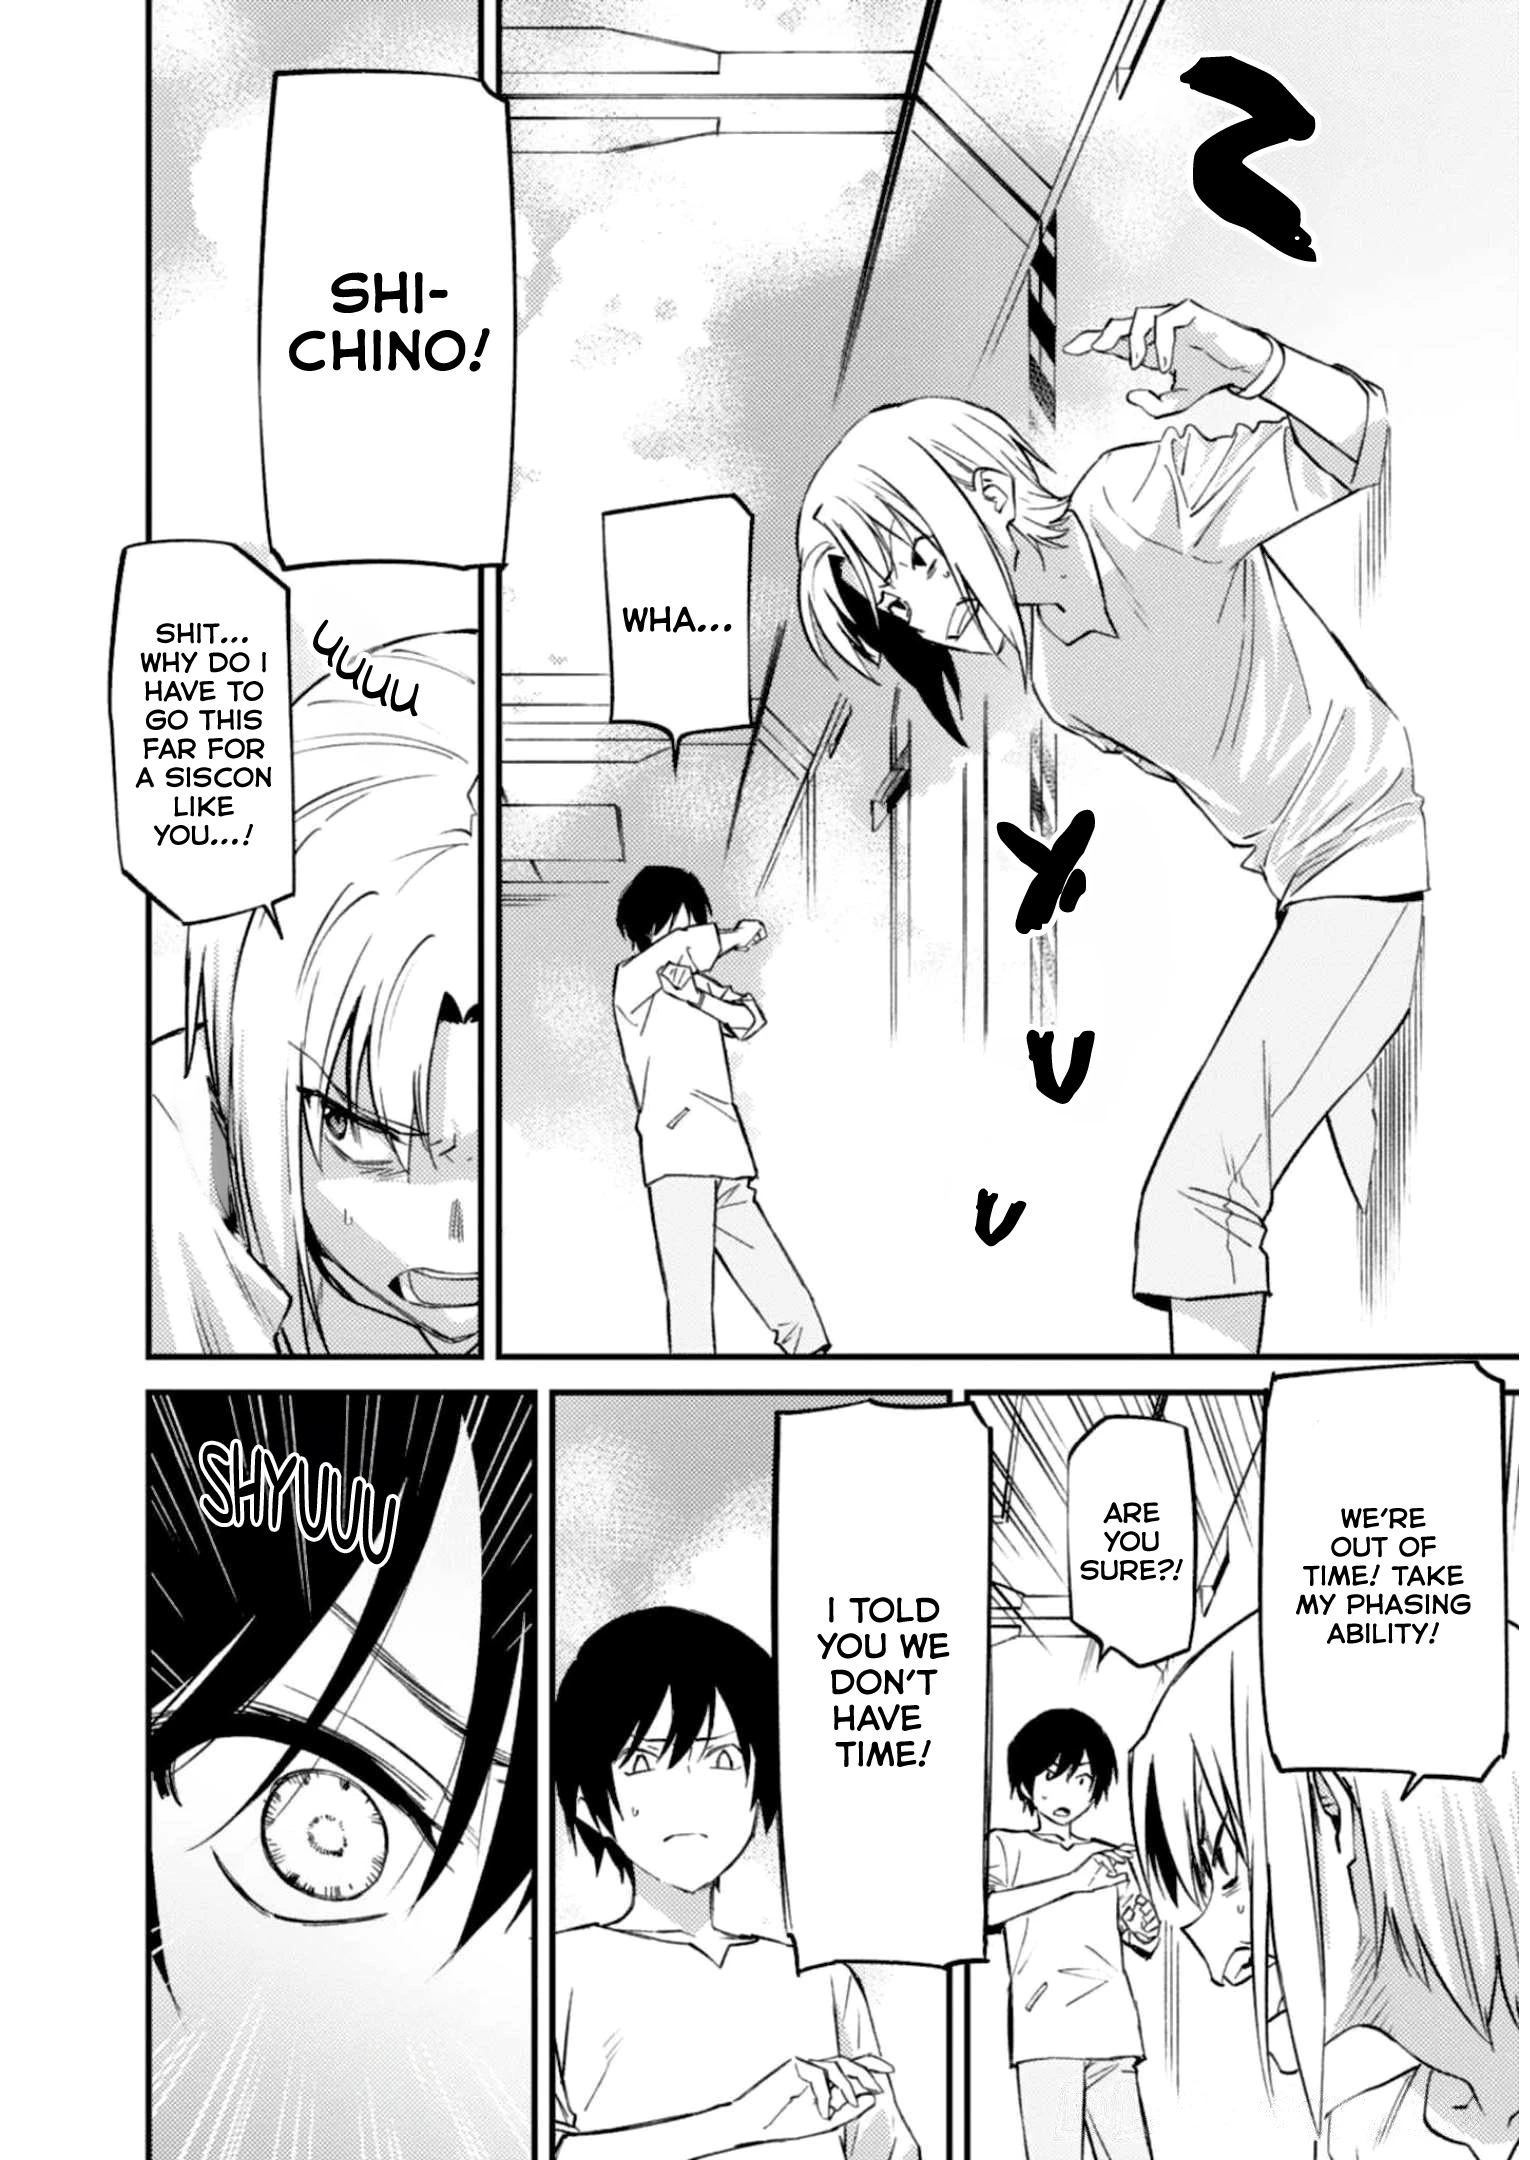 WHA...
SHI-
CHINO!
SHIT...
WHY DO I
HAVE TO
GO THIS
FAR FOR
A SISCON
LIKE
YOU...!
UUUU
WE'RE
OUT OF
TIME! TAKE
MY PHASING
ABILITY!
ARE
YOU
SURE?!
I TOLD
YOU WE
DON'T
HAVE
TIME!
SHYUUU